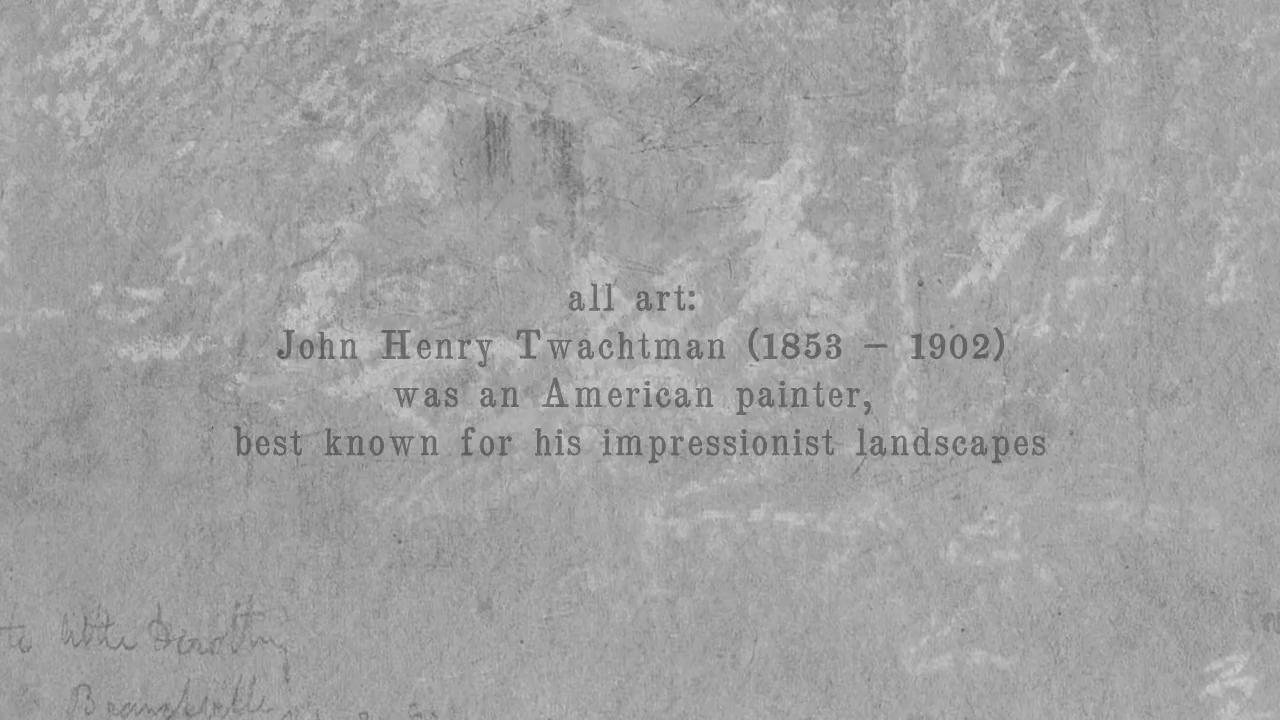 all art:
John Henry Twachtman (1853 – 1902)
was an American painter,
best known for his impressionist landscapes